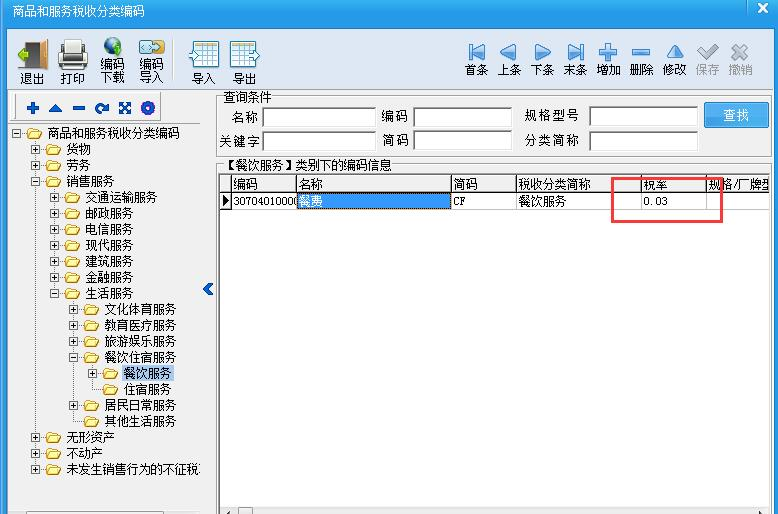 商品和服务税收分类编码
退出 打印 编码下载 编码导入 导入 导出 首条 上条 下条 末条 增加 删除 修改 保存 撤销
查询条件
名称 编码 规格型号 查找
关键字 简码 分类简称
【餐饮服务】类别下的编码信息
编码 名称 简码 税收分类简称 税率 规格/厂牌型
30704010000 餐费 CF 餐饮服务 0.03
商品和服务税收分类编码
货物
劳务
销售服务
交通运输服务
邮政服务
电信服务
现代服务
建筑服务
金融服务
生活服务
文化体育服务
教育医疗服务
旅游娱乐服务
餐饮住宿服务
餐饮服务
住宿服务
居民日常服务
其他生活服务
无形资产
不动产
未发生销售行为的不征税